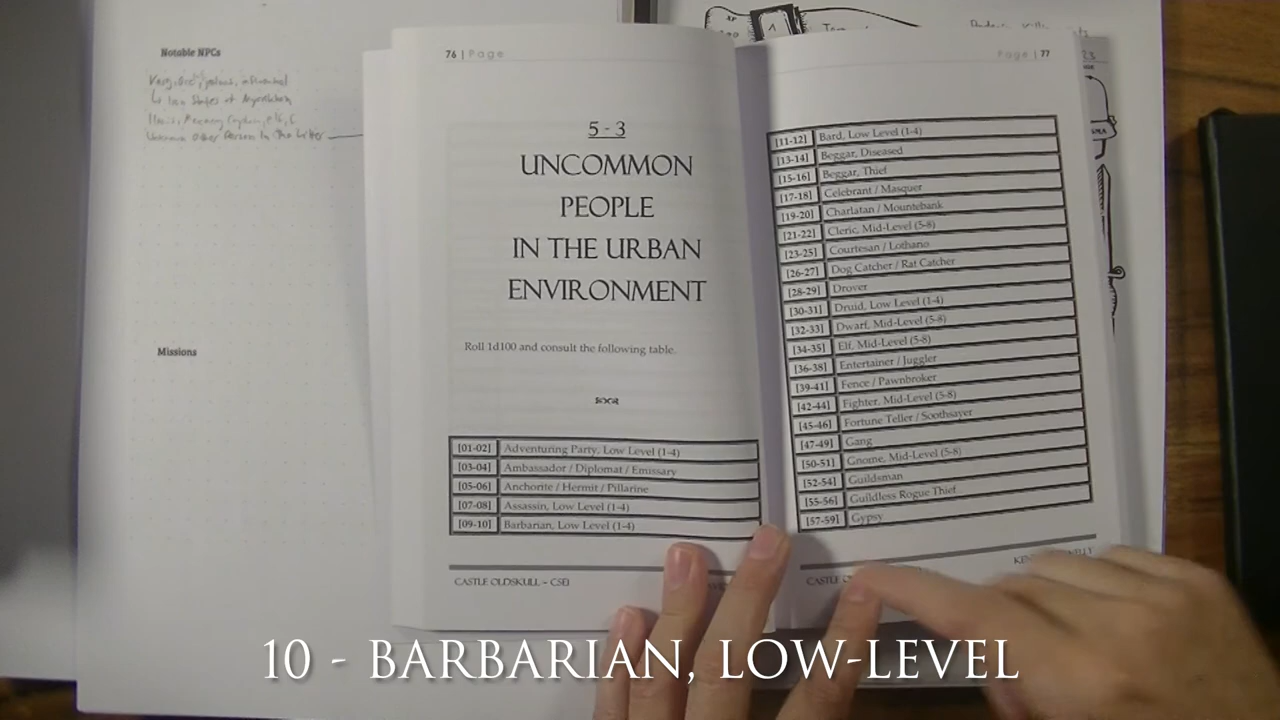 Notable NPCs
Missions
76 | Page
5 - 3
UNCOMMON
PEOPLE
IN THE URBAN
ENVIRONMENT
Roll 1d100 and consult the following table.
[01-02] Adventuring Party, Low Level (1-4)
[03-04] Ambassador / Diplomat / Emissary
[05-06] Anchorite / Hermit / Pillarine
[07-08] Assassin, Low Level (1-4)
[09-10] Barbarian, Low Level (1-4)
CASTLE OLDSKULL ~ CSE1
Page | 77
[11-12] Bard, Low Level (1-4)
[13-14] Beggar, Diseased
[15-16] Beggar, Thief
[17-18] Celebrant / Masquer
[19-20] Charlatan / Mountebank
[21-22] Cleric, Mid-Level (5-8)
[23-25] Courtesan / Lothario
[26-27] Dog Catcher / Rat Catcher
[28-29] Drover
[30-31] Druid, Low Level (1-4)
[32-33] Dwarf, Mid-Level (5-8)
[34-35] Elf, Mid-Level (5-8)
[36-38] Entertainer / Juggler
[39-41] Fence / Pawnbroker
[42-44] Fighter, Mid-Level (5-8)
[45-46] Fortune Teller / Soothsayer
[47-49] Gang
[50-51] Gnome, Mid-Level (5-8)
[52-54] Guildsman
[55-56] Guildless Rogue Thief
[57-59] Gypsy
CASTLE
10 - BARBARIAN, LOW-LEVEL